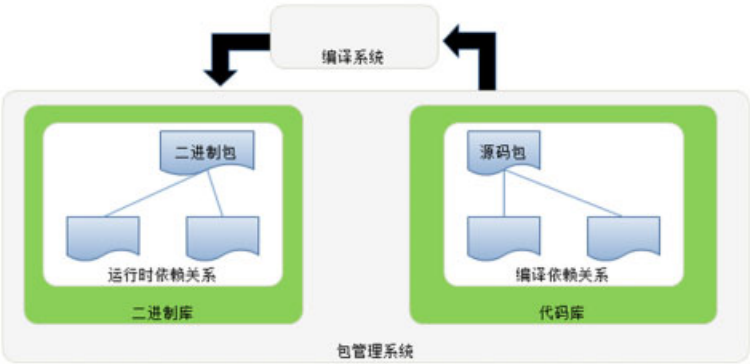 编译系统
二进制包
源码包
运行时依赖关系
编译依赖关系
二进制库
代码库
包管理系统